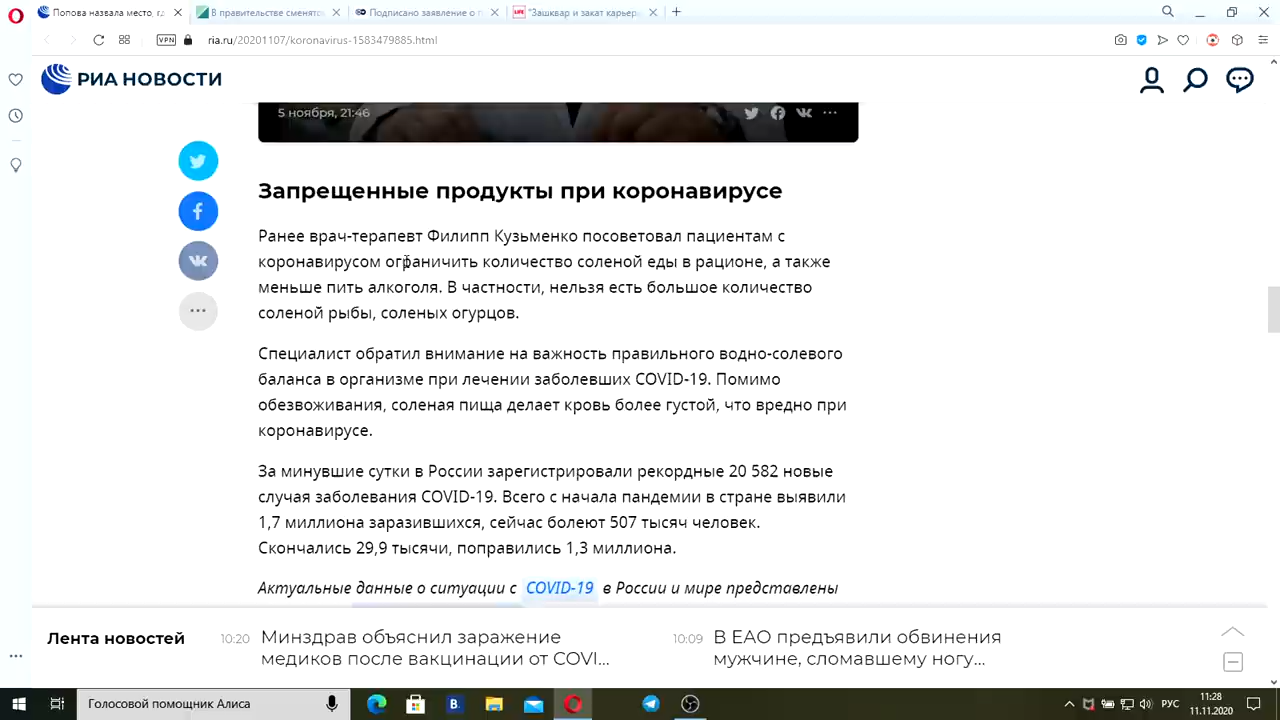 Попова назвала место, г
В правительстве сменятс
Подписано заявление о п
LIFE "Зашквар и закат карьер
VPN ria.ru/20201107/koronavirus-1583479885.html
РИА НОВОСТИ
5 ноября, 21:46
Запрещенные продукты при коронавирусе
Ранее врач-терапевт Филипп Кузьменко посоветовал пациентам с
коронавирусом ограничить количество соленой еды в рационе, а также
меньше пить алкоголя. В частности, нельзя есть большое количество
соленой рыбы, соленых огурцов.
Специалист обратил внимание на важность правильного водно-солевого
баланса в организме при лечении заболевших COVID-19. Помимо
обезвоживания, соленая пища делает кровь более густой, что вредно при
коронавирусе.
За минувшие сутки в России зарегистрировали рекордные 20 582 новые
случая заболевания COVID-19. Всего с начала пандемии в стране выявили
1,7 миллиона заразившихся, сейчас болеют 507 тысяч человек.
Скончались 29,9 тысячи, поправились 1,3 миллиона.
Актуальные данные о ситуации с COVID-19 в России и мире представлены
Лента новостей
10:20 Минздрав объяснил заражение
медиков после вакцинации от COVI...
10:09 В ЕАО предъявили обвинения
мужчине, сломавшему ногу...
Голосовой помощник Алиса
РУС
11:28
11.11.2020